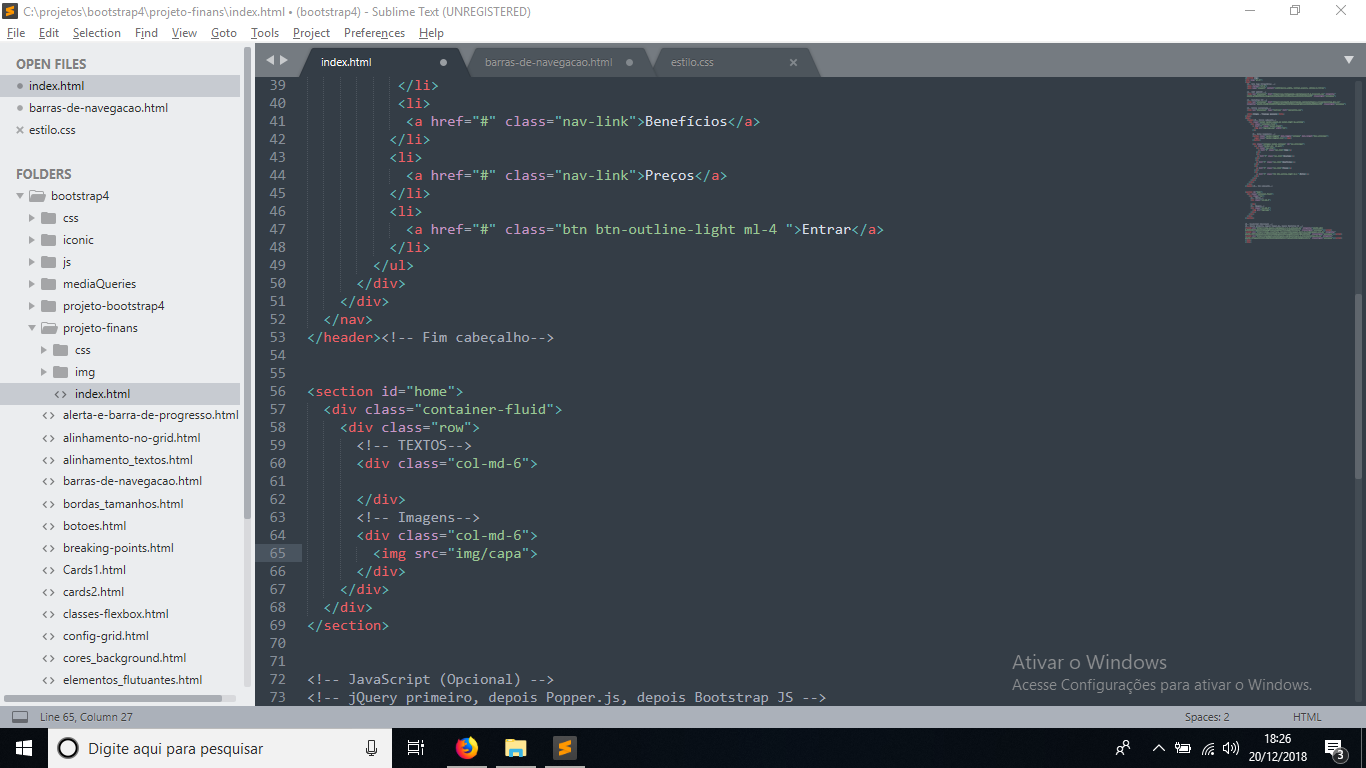 C:\projetos\bootstrap4\projeto-finans\index.html • (bootstrap4) - Sublime Text (UNREGISTERED)
File Edit Selection Find View Goto Tools Project Preferences Help
OPEN FILES
index.html
barras-de-navegacao.html
estilo.css
FOLDERS
bootstrap4
css
iconic
js
mediaQueries
projeto-bootstrap4
projeto-finans
css
img
index.html
alerta-e-barra-de-progresso.html
alinhamento-no-grid.html
alinhamento_textos.html
barras-de-navegacao.html
bordas_tamanhos.html
botoes.html
breaking-points.html
Cards1.html
cards2.html
classes-flexbox.html
config-grid.html
cores_background.html
elementos_flutuantes.html
index.html barras-de-navegacao.html estilo.css
39 </li>
40 <li>
41 <a href="#" class="nav-link">Benefícios</a>
42 </li>
43 <li>
44 <a href="#" class="nav-link">Preços</a>
45 </li>
46 <li>
47 <a href="#" class="btn btn-outline-light ml-4 ">Entrar</a>
48 </li>
49 </ul>
50 </div>
51 </div>
52 </nav>
53 </header><!-- Fim cabeçalho-->
54
55
56 <section id="home">
57 <div class="container-fluid">
58 <div class="row">
59 <!-- TEXTOS-->
60 <div class="col-md-6">
61
62 </div>
63 <!-- Imagens-->
64 <div class="col-md-6">
65 <img src="img/capa">
66 </div>
67 </div>
68 </div>
69 </section>
70
71
72 <!-- JavaScript (Opcional) -->
73 <!-- jQuery primeiro, depois Popper.js, depois Bootstrap JS -->
Ativar o Windows
Acesse Configurações para ativar o Windows.
Line 65, Column 27 Spaces: 2 HTML
Digite aqui para pesquisar
18:26
20/12/2018
3